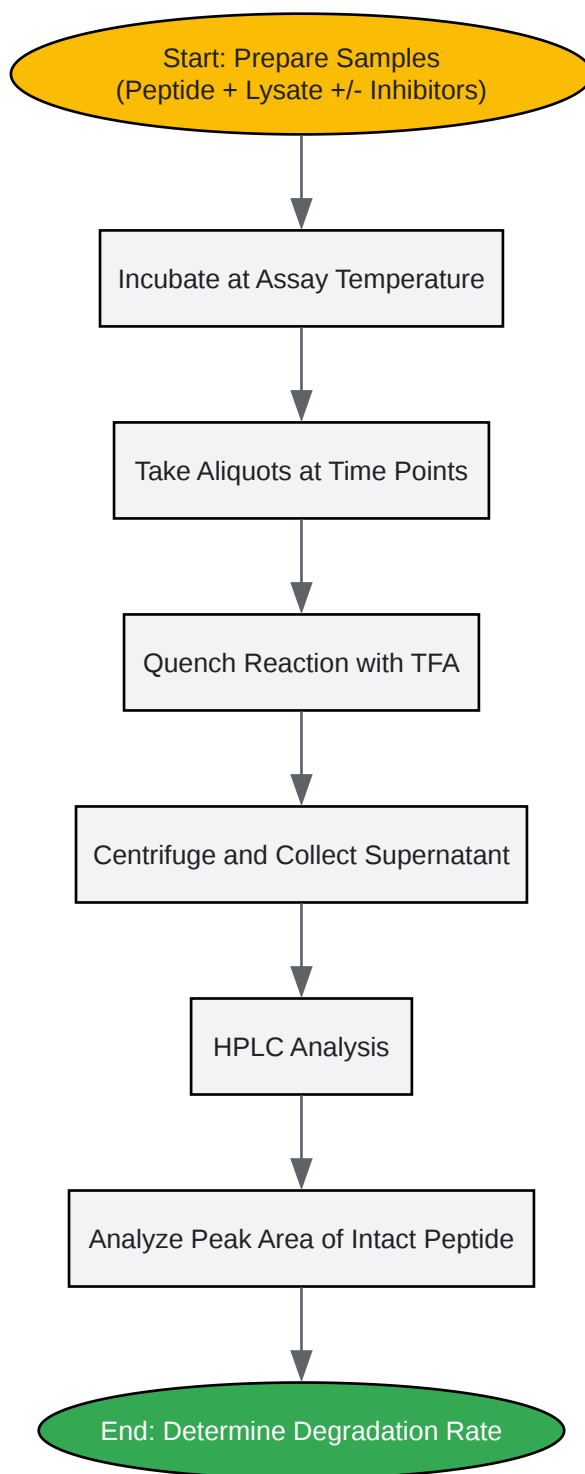 Start: Prepare Samples
(Peptide + Lysate +/- Inhibitors)
Incubate at Assay Temperature
Take Aliquots at Time Points
Quench Reaction with TFA
Centrifuge and Collect Supernatant
HPLC Analysis
Analyze Peak Area of Intact Peptide
End: Determine Degradation Rate